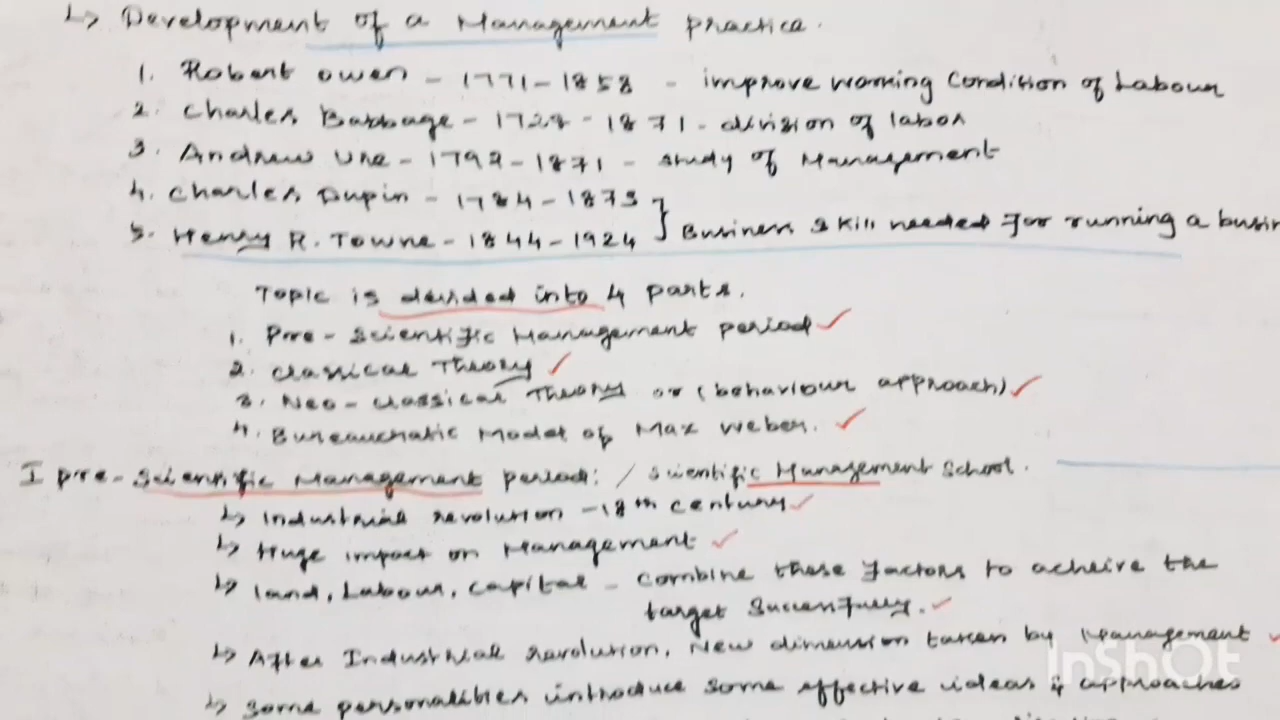 ↳ Development of a Management practice.
1. Robert Owen - 1771-1858 - improve working Condition of Labour
2. Charles Babbage - 1728 - 1871 - division of labor
3. Andrew Ure - 1792-1871 - study of Management
4. Charles Dupin - 1784-1873
5. Henry R. Towne - 1844-1924 } Business skill needed for running a busin
Topic is devided into 4 parts.
1. Pre-Scientific Management period ✓
2. Classical Theory ✓
3. Neo-classical Theory or (behaviour approach) ✓
4. Bureaucratic Model of Max Weber. ✓
I pre-Scientific Management period: / Scientific Management School.
↳ Industrial revolution - 18th century ✓
↳ Huge impact on Management ✓
↳ land, Labour, capital - combine these factors to acheive the
target successfully. ✓
↳ After Industrial revolution, New dimension taken by Management ✓
InShOt
↳ Some personalities introduce some effective ideas & approaches